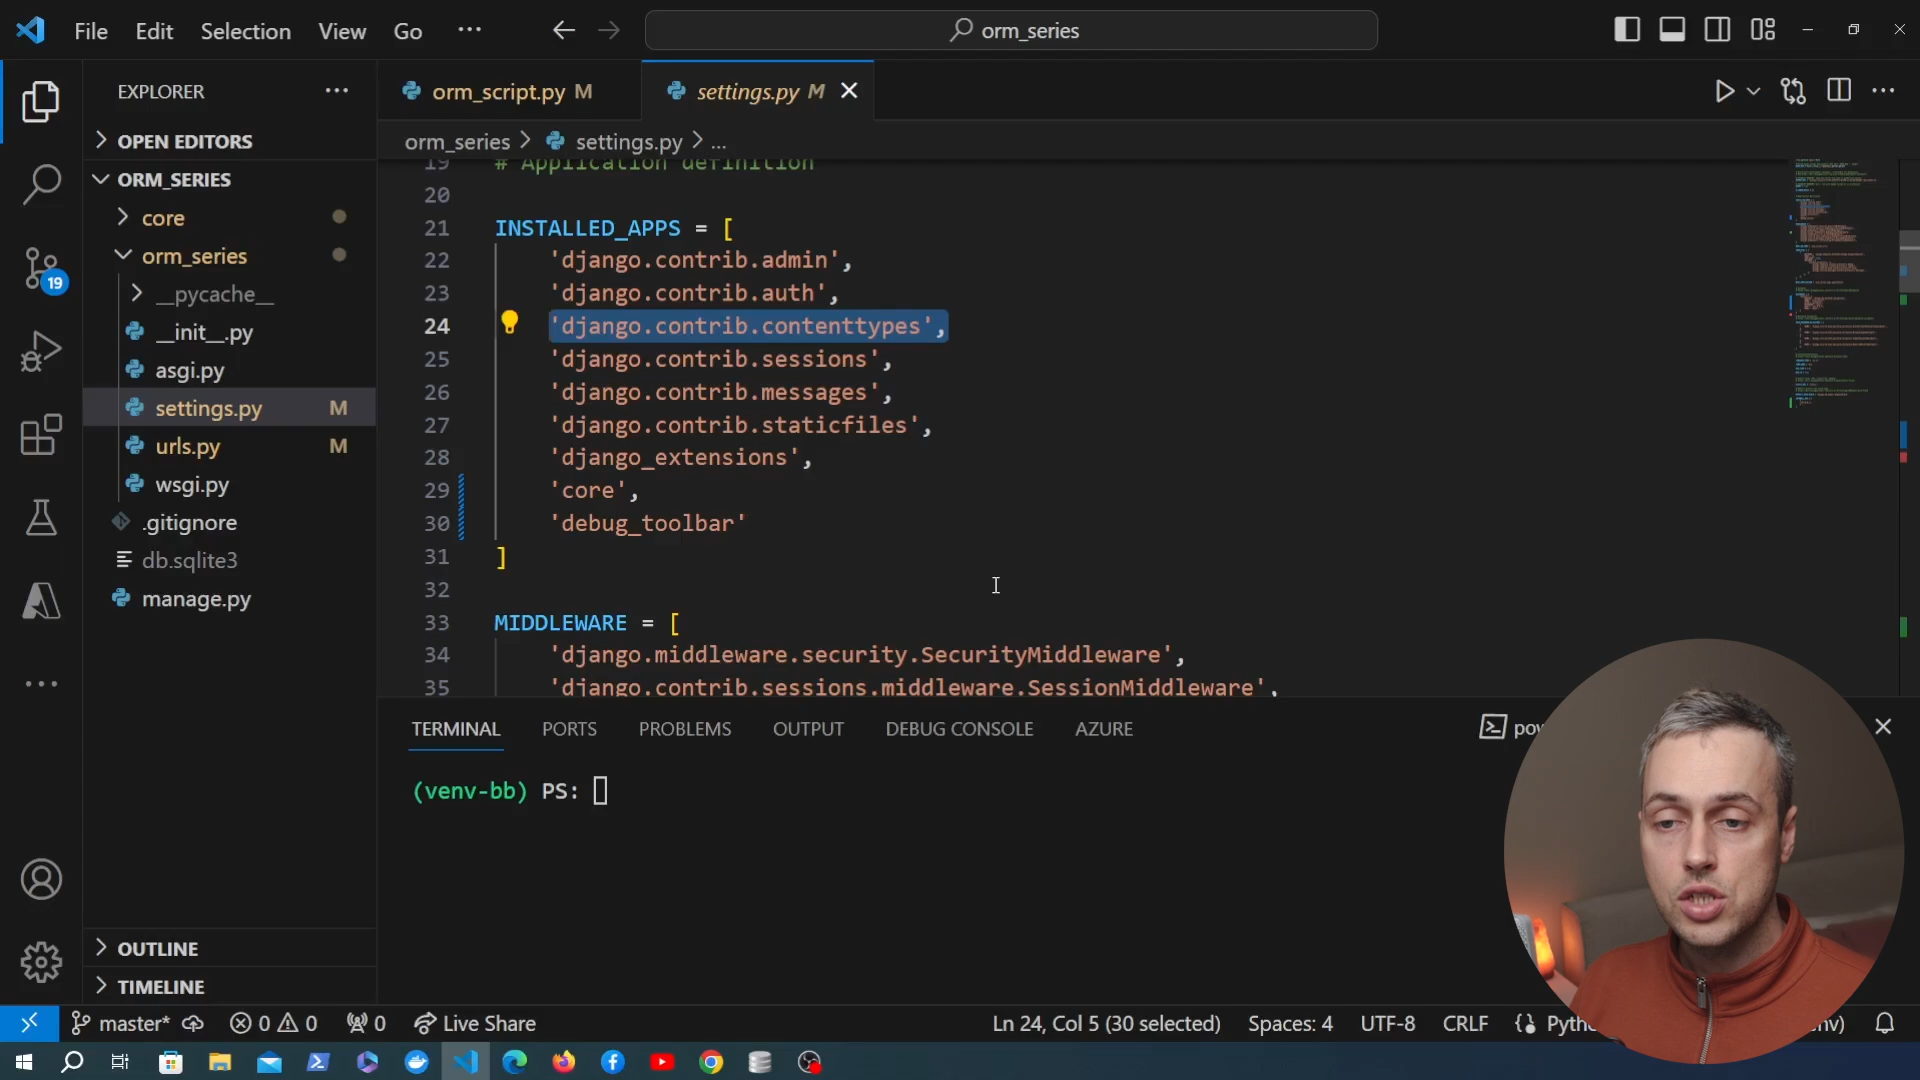 File Edit Selection View Go ···
orm_series
EXPLORER
OPEN EDITORS
ORM_SERIES
core
orm_series
__pycache__
__init__.py
asgi.py
settings.py M
urls.py M
wsgi.py
.gitignore
db.sqlite3
manage.py
OUTLINE
TIMELINE
19
orm_script.py M
settings.py M
orm_series > settings.py > ...
19 # Application definition
20
21 INSTALLED_APPS = [
22 'django.contrib.admin',
23 'django.contrib.auth',
24 'django.contrib.contenttypes',
25 'django.contrib.sessions',
26 'django.contrib.messages',
27 'django.contrib.staticfiles',
28 'django_extensions',
29 'core',
30 'debug_toolbar'
31 ]
32
33 MIDDLEWARE = [
34 'django.middleware.security.SecurityMiddleware',
35 'django.contrib.sessions.middleware.SessionMiddleware',
TERMINAL PORTS PROBLEMS OUTPUT DEBUG CONSOLE AZURE
(venv-bb) PS:
master* 0 0 0 Live Share
Ln 24, Col 5 (30 selected) Spaces: 4 UTF-8 CRLF